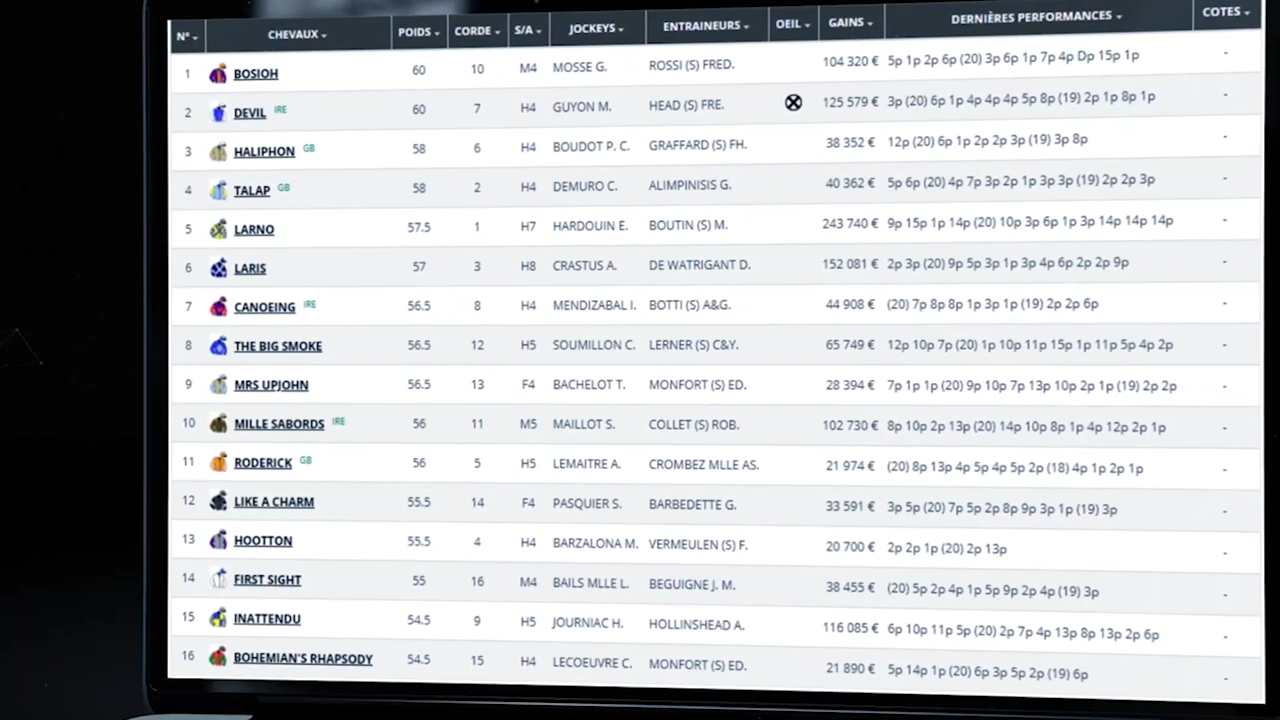 N° CHEVAUX POIDS CORDE S/A JOCKEYS ENTRAINEURS OEIL GAINS DERNIÈRES PERFORMANCES COTES
1 BOSIOH 60 10 M4 MOSSE G. ROSSI (S) FRED. 104 320 € 5p 1p 2p 6p (20) 3p 6p 1p 7p 4p Dp 15p 1p -
2 DEVIL IRE 60 7 H4 GUYON M. HEAD (S) FRE. 125 579 € 3p (20) 6p 1p 4p 4p 4p 5p 8p (19) 2p 1p 8p 1p -
3 HALIPHON GB 58 6 H4 BOUDOT P. C. GRAFFARD (S) FH. 38 352 € 12p (20) 6p 1p 2p 2p 3p (19) 3p 8p -
4 TALAP GB 58 2 H4 DEMURO C. ALIMPINISIS G. 40 362 € 5p 6p (20) 4p 7p 3p 2p 1p 3p 3p (19) 2p 2p 3p -
5 LARNO 57.5 1 H7 HARDOUIN E. BOUTIN (S) M. 243 740 € 9p 15p 1p 14p (20) 10p 3p 6p 1p 3p 14p 14p 14p -
6 LARIS 57 3 H8 CRASTUS A. DE WATRIGANT D. 152 081 € 2p 3p (20) 9p 5p 3p 1p 3p 4p 6p 2p 2p 9p -
7 CANOEING IRE 56.5 8 H4 MENDIZABAL I. BOTTI (S) A&G. 44 908 € (20) 7p 8p 8p 1p 3p 1p (19) 2p 2p 6p -
8 THE BIG SMOKE 56.5 12 H5 SOUMILLON C. LERNER (S) C&Y. 65 749 € 12p 10p 7p (20) 1p 10p 11p 15p 1p 11p 5p 4p 2p -
9 MRS UPJOHN 56.5 13 F4 BACHELOT T. MONFORT (S) ED. 28 394 € 7p 1p 1p (20) 9p 10p 7p 13p 10p 2p 1p (19) 2p 2p -
10 MILLE SABORDS IRE 56 11 M5 MAILLOT S. COLLET (S) ROB. 102 730 € 8p 10p 2p 13p (20) 14p 10p 8p 1p 4p 12p 2p 1p -
11 RODERICK GB 56 5 H5 LEMAITRE A. CROMBEZ MLLE AS. 21 974 € (20) 8p 13p 4p 5p 4p 5p 2p (18) 4p 1p 2p 1p -
12 LIKE A CHARM 55.5 14 F4 PASQUIER S. BARBEDETTE G. 33 591 € 3p 5p (20) 7p 5p 2p 8p 9p 3p 1p (19) 3p -
13 HOOTTON 55.5 4 H4 BARZALONA M. VERMEULEN (S) F. 20 700 € 2p 2p 1p (20) 2p 13p -
14 FIRST SIGHT 55 16 M4 BAILS MLLE L. BEGUIGNE J. M. 38 455 € (20) 5p 2p 4p 1p 5p 9p 2p 4p (19) 3p -
15 INATTENDU 54.5 9 H5 JOURNIAC H. HOLLINSHEAD A. 116 085 € 6p 10p 11p 5p (20) 2p 7p 4p 13p 8p 13p 2p 6p -
16 BOHEMIAN'S RHAPSODY 54.5 15 H4 LECOEUVRE C. MONFORT (S) ED. 21 890 € 5p 14p 1p (20) 6p 3p 5p 2p (19) 6p -